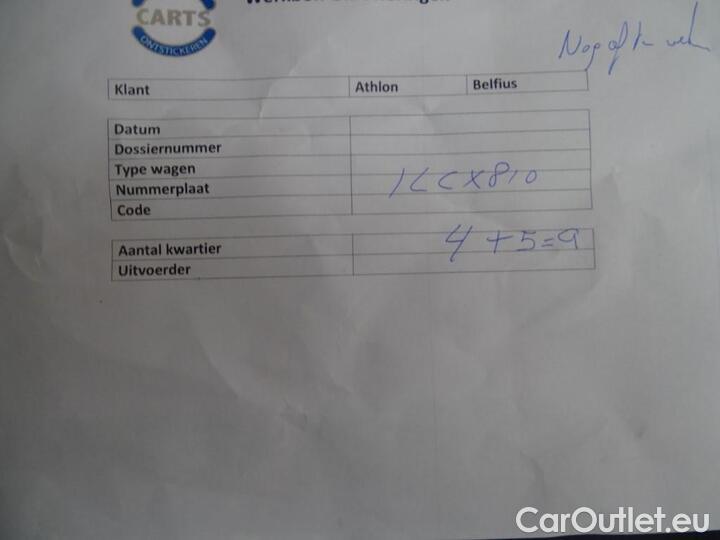 CARTS
ONTSTICKEREN
Klant Athlon Belfius
Datum
Dossiernummer
Type wagen
Nummerplaat 1LCX810
Code
Aantal kwartier 4 + 5 = 9
Uitvoerder
CarOutlet.eu